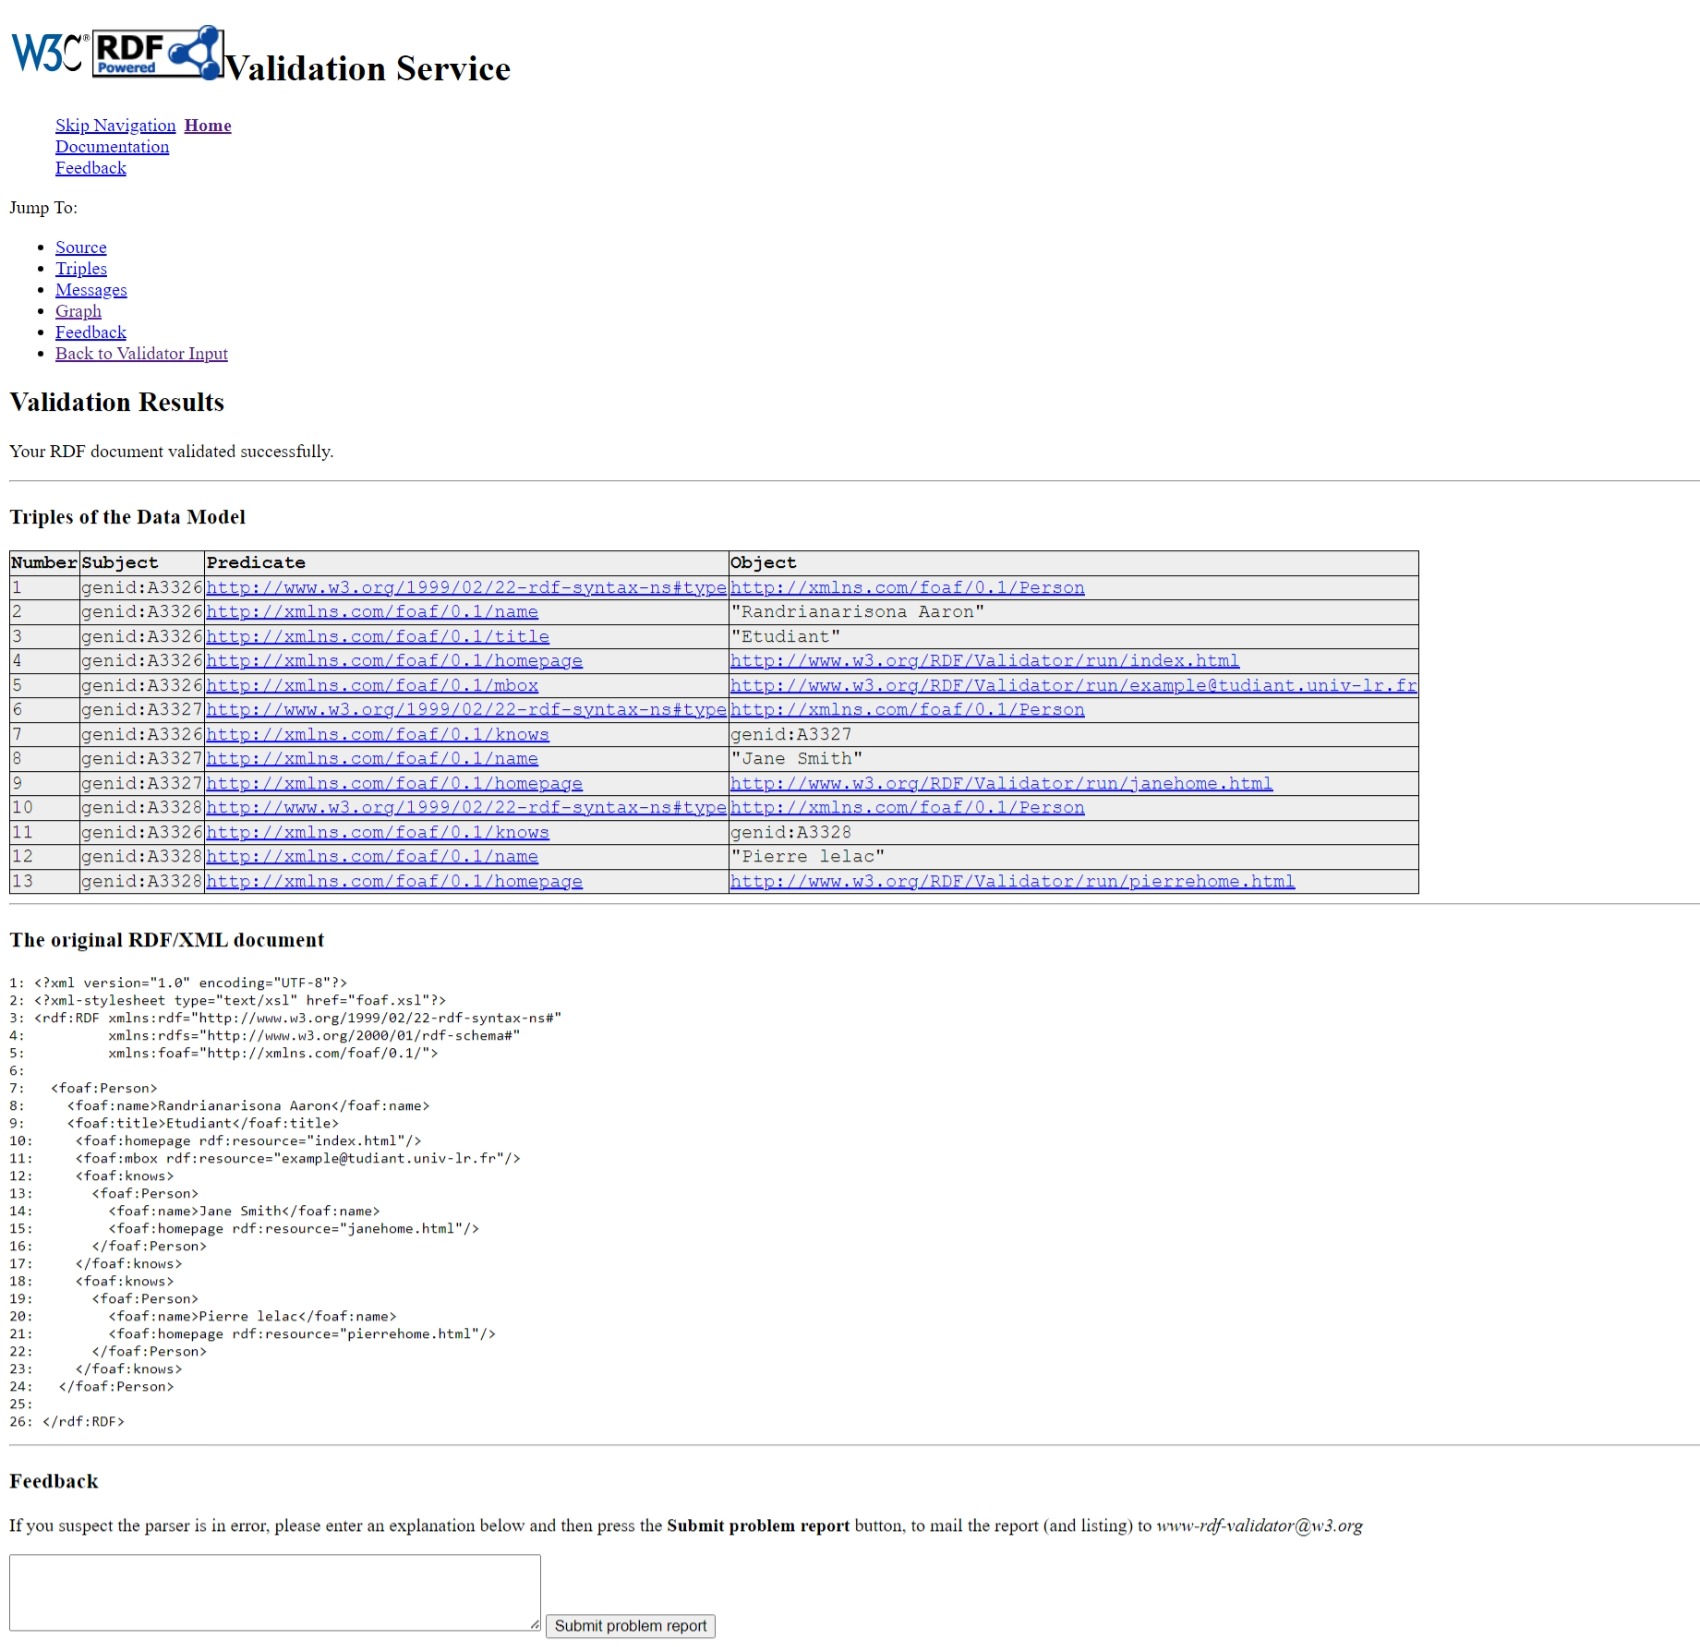 W3C® RDF Powered Validation Service
Skip Navigation Home
Documentation
Feedback
Jump To:
• Source
• Triples
• Messages
• Graph
• Feedback
• Back to Validator Input
Validation Results
Your RDF document validated successfully.
Triples of the Data Model
Number Subject Predicate Object
1 genid:A3326 http://www.w3.org/1999/02/22-rdf-syntax-ns#type http://xmlns.com/foaf/0.1/Person
2 genid:A3326 http://xmlns.com/foaf/0.1/name "Randrianarisona Aaron"
3 genid:A3326 http://xmlns.com/foaf/0.1/title "Etudiant"
4 genid:A3326 http://xmlns.com/foaf/0.1/homepage http://www.w3.org/RDF/Validator/run/index.html
5 genid:A3326 http://xmlns.com/foaf/0.1/mbox http://www.w3.org/RDF/Validator/run/example@tudiant.univ-lr.fr
6 genid:A3327 http://www.w3.org/1999/02/22-rdf-syntax-ns#type http://xmlns.com/foaf/0.1/Person
7 genid:A3326 http://xmlns.com/foaf/0.1/knows genid:A3327
8 genid:A3327 http://xmlns.com/foaf/0.1/name "Jane Smith"
9 genid:A3327 http://xmlns.com/foaf/0.1/homepage http://www.w3.org/RDF/Validator/run/janehome.html
10 genid:A3328 http://www.w3.org/1999/02/22-rdf-syntax-ns#type http://xmlns.com/foaf/0.1/Person
11 genid:A3326 http://xmlns.com/foaf/0.1/knows genid:A3328
12 genid:A3328 http://xmlns.com/foaf/0.1/name "Pierre lelac"
13 genid:A3328 http://xmlns.com/foaf/0.1/homepage http://www.w3.org/RDF/Validator/run/pierrehome.html
The original RDF/XML document
1: <?xml version="1.0" encoding="UTF-8"?>
2: <?xml-stylesheet type="text/xsl" href="foaf.xsl"?>
3: <rdf:RDF xmlns:rdf="http://www.w3.org/1999/02/22-rdf-syntax-ns#"
4:          xmlns:rdfs="http://www.w3.org/2000/01/rdf-schema#"
5:          xmlns:foaf="http://xmlns.com/foaf/0.1/">
6:
7:   <foaf:Person>
8:     <foaf:name>Randrianarisona Aaron</foaf:name>
9:     <foaf:title>Etudiant</foaf:title>
10:     <foaf:homepage rdf:resource="index.html"/>
11:     <foaf:mbox rdf:resource="example@tudiant.univ-lr.fr"/>
12:     <foaf:knows>
13:       <foaf:Person>
14:         <foaf:name>Jane Smith</foaf:name>
15:         <foaf:homepage rdf:resource="janehome.html"/>
16:       </foaf:Person>
17:     </foaf:knows>
18:     <foaf:knows>
19:       <foaf:Person>
20:         <foaf:name>Pierre lelac</foaf:name>
21:         <foaf:homepage rdf:resource="pierrehome.html"/>
22:       </foaf:Person>
23:     </foaf:knows>
24:   </foaf:Person>
25:
26: </rdf:RDF>
Feedback
If you suspect the parser is in error, please enter an explanation below and then press the Submit problem report button, to mail the report (and listing) to www-rdf-validator@w3.org
Submit problem report